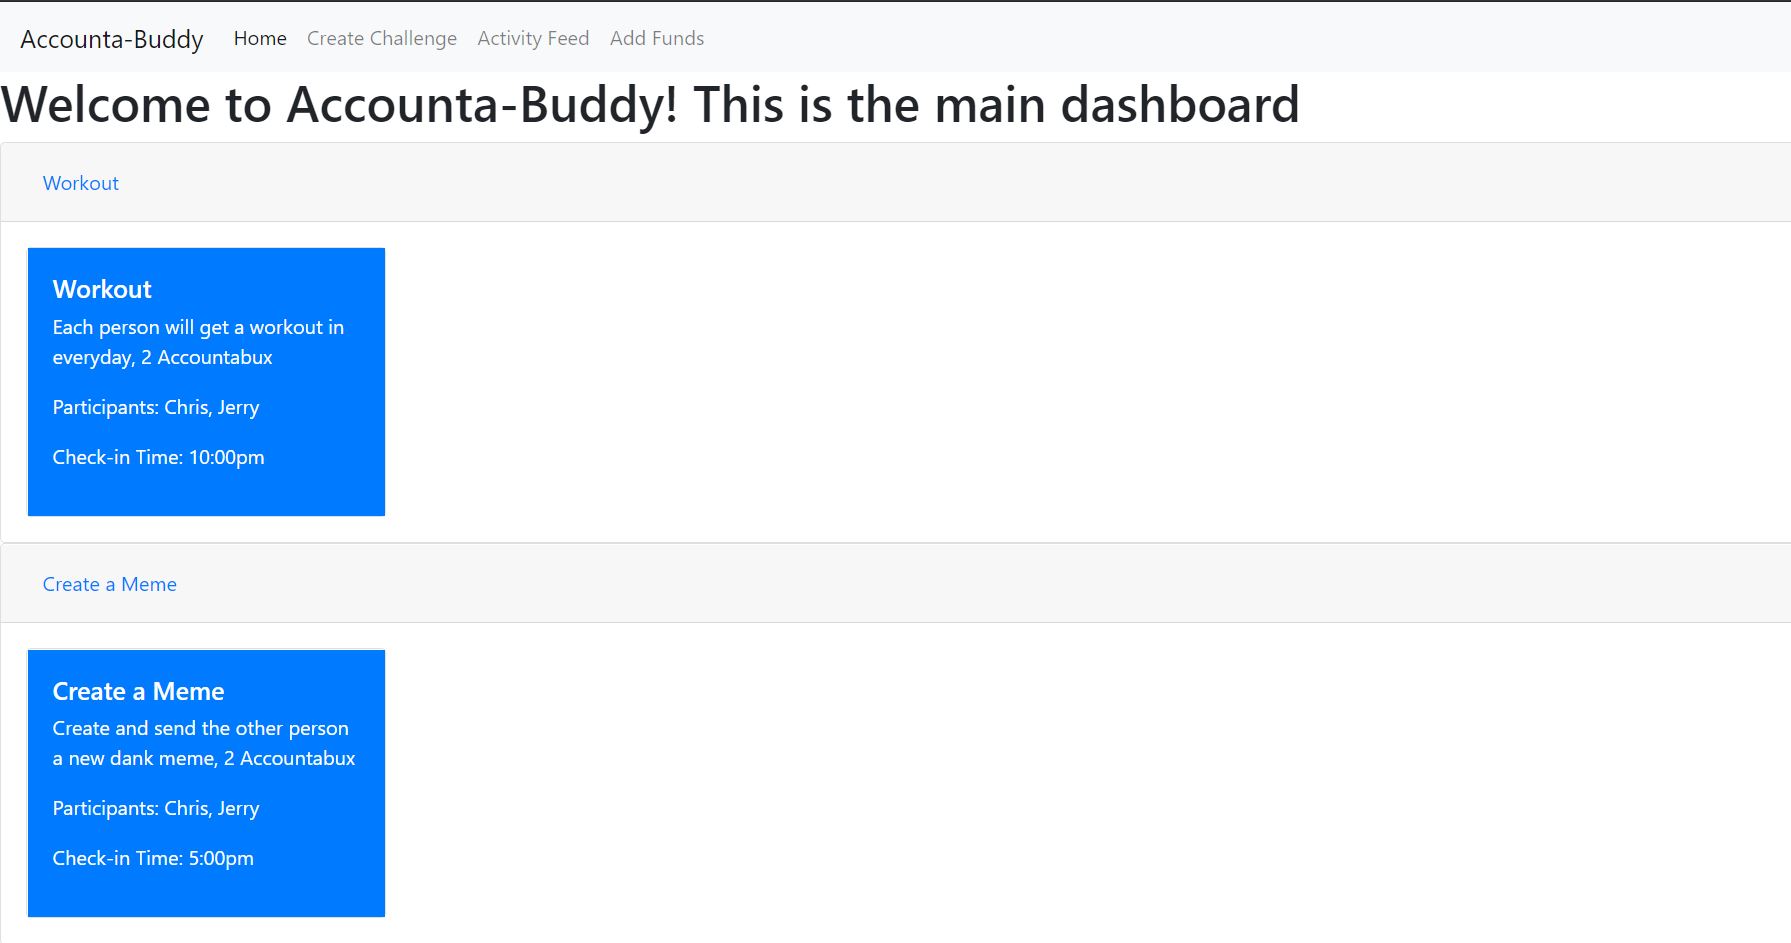 Accounta-Buddy Home Create Challenge Activity Feed Add Funds
Welcome to Accounta-Buddy! This is the main dashboard
Workout
Workout
Each person will get a workout in
everyday, 2 Accountabux
Participants: Chris, Jerry
Check-in Time: 10:00pm
Create a Meme
Create a Meme
Create and send the other person
a new dank meme, 2 Accountabux
Participants: Chris, Jerry
Check-in Time: 5:00pm